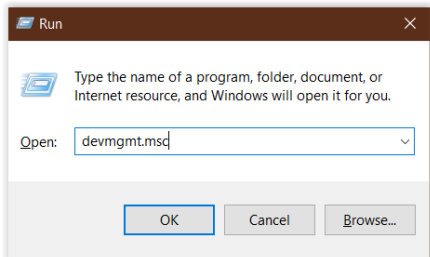 Run
Type the name of a program, folder, document, or
Internet resource, and Windows will open it for you.
Open:
devmgmt.msc
OK
Cancel
Browse...